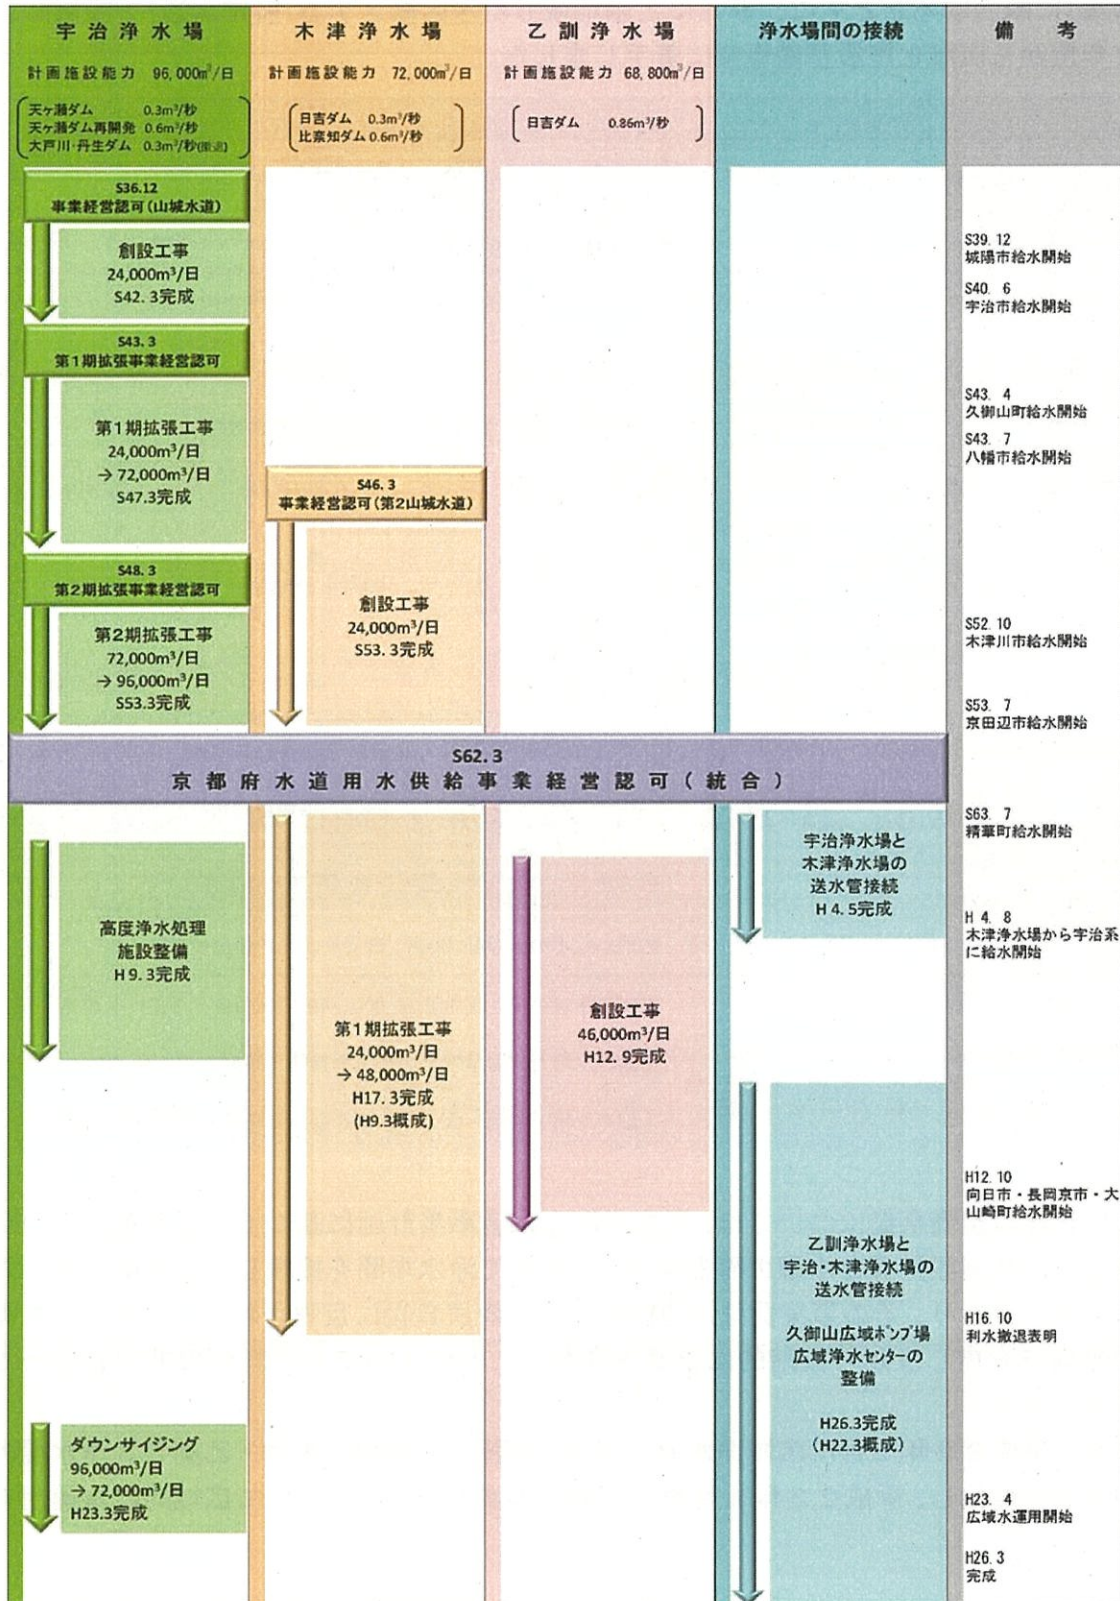 宇治浄水場
計画施設能力 96,000m³/日
天ヶ瀬ダム 0.3m³/秒
天ヶ瀬ダム再開発 0.6m³/秒
大戸川・丹生ダム 0.3m³/秒(撤退)
S36.12
事業経営認可(山城水道)
創設工事
24,000m³/日
S42.3完成
S43.3
第1期拡張事業経営認可
第1期拡張工事
24,000m³/日
→ 72,000m³/日
S47.3完成
S48.3
第2期拡張事業経営認可
第2期拡張工事
72,000m³/日
→ 96,000m³/日
S53.3完成
木津浄水場
計画施設能力 72,000m³/日
日吉ダム 0.3m³/秒
比奈知ダム 0.6m³/秒
S46.3
事業経営認可(第2山城水道)
創設工事
24,000m³/日
S53.3完成
乙訓浄水場
計画施設能力 68,800m³/日
日吉ダム 0.86m³/秒
浄水場間の接続
S62.3
京都府水道用水供給事業経営認可(統合)
高度浄水処理
施設整備
H9.3完成
ダウンサイジング
96,000m³/日
→ 72,000m³/日
H23.3完成
第1期拡張工事
24,000m³/日
→ 48,000m³/日
H17.3完成
(H9.3概成)
創設工事
46,000m³/日
H12.9完成
宇治浄水場と
木津浄水場の
送水管接続
H4.5完成
乙訓浄水場と
宇治・木津浄水場の
送水管接続
久御山広域ポンプ場
広域浄水センターの
整備
H26.3完成
(H22.3概成)
備考
S39.12
城陽市給水開始
S40.6
宇治市給水開始
S43.4
久御山町給水開始
S43.7
八幡市給水開始
S52.10
木津川市給水開始
S53.7
京田辺市給水開始
S63.7
精華町給水開始
H4.8
木津浄水場から宇治系
に給水開始
H12.10
向日市・長岡京市・大
山崎町給水開始
H16.10
利水撤退表明
H23.4
広域水運用開始
H26.3
完成